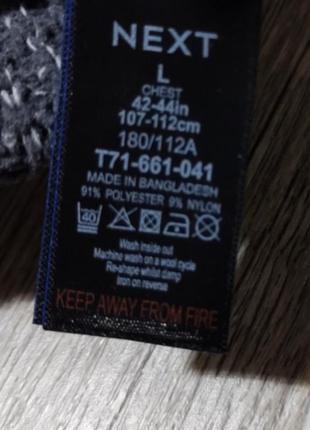 NEXT
L
CHEST
42-44in
107-112cm
180/112A
T71-661-041
MADE IN BANGLADESH
91% POLYESTER 9% NYLON
40
Wash inside out
Machine wash on a wool cycle
Re-shape whilst damp
Iron on reverse
KEEP AWAY FROM FIRE